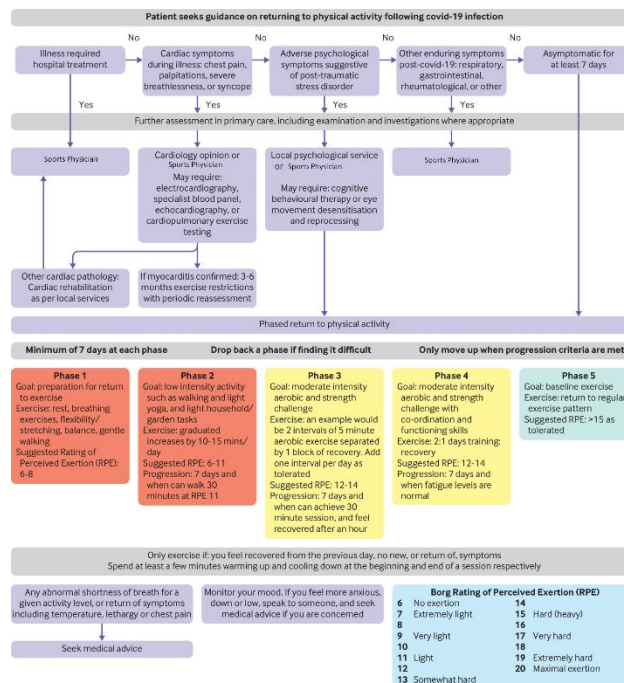 Patient seeks guidance on returning to physical activity following covid-19 infection
No
No
No
No
Illness required
hospital treatment
Cardiac symptoms
during illness: chest pain,
palpitations, severe
breathlessness, or syncope
Adverse psychological
symptoms suggestive
of post-traumatic
stress disorder
Other enduring symptoms
post-covid-19: respiratory,
gastrointestinal,
rheumatological, or other
Asymptomatic for
at least 7 days
Yes
Yes
Yes
Yes
Further assessment in primary care, including examination and investigations where appropriate
Sports Physician
Cardiology opinion or
Sports Physician
May require:
electrocardiography,
specialist blood panel,
echocardiography, or
cardiopulmonary exercise
testing
Local psychological service
or Sports Physician
May require: cognitive
behavioural therapy or eye
movement desensitisation
and reprocessing
Sports Physician
Other cardiac pathology:
Cardiac rehabilitation
as per local services
If myocarditis confirmed: 3-6
months exercise restrictions
with periodic reassessment
Phased return to physical activity
Minimum of 7 days at each phase
Drop back a phase if finding it difficult
Only move up when progression criteria are met
Phase 1
Goal: preparation for return
to exercise
Exercise: rest, breathing
exercises, flexibility/
stretching, balance, gentle
walking
Suggested Rating of
Perceived Exertion (RPE):
6-8
Phase 2
Goal: low intensity activity
such as walking and light
yoga, and light household/
garden tasks
Exercise: graduated
increases by 10-15 mins/
day
Suggested RPE: 6-11
Progression: 7 days and
when can walk 30
minutes at RPE 11
Phase 3
Goal: moderate intensity
aerobic and strength
challenge
Exercise: an example would
be 2 intervals of 5 minute
aerobic exercise separated
by 1 block of recovery. Add
one interval per day as
tolerated
Suggested RPE: 12-14
Progression: 7 days and
when can achieve 30
minute session, and feel
recovered after an hour
Phase 4
Goal: moderate intensity
aerobic and strength
challenge with
co-ordination and
functioning skills
Exercise: 2:1 days training:
recovery
Suggested RPE: 12-14
Progression: 7 days and
when fatigue levels are
normal
Phase 5
Goal: baseline exercise
Exercise: return to regular
exercise pattern
Suggested RPE: >15 as
tolerated
Only exercise if: you feel recovered from the previous day, no new, or return of, symptoms
Spend at least a few minutes warming up and cooling down at the beginning and end of a session respectively
Any abnormal shortness of breath for a
given activity level, or return of symptoms
including temperature, lethargy or chest pain
Seek medical advice
Monitor your mood. If you feel more anxious,
down or low, speak to someone, and seek
medical advice if you are concerned
Borg Rating of Perceived Exertion (RPE)
6 No exertion
7 Extremely light
8
9 Very light
10
11 Light
12
13 Somewhat hard
14
15 Hard (heavy)
16
17 Very hard
18
19 Extremely hard
20 Maximal exertion